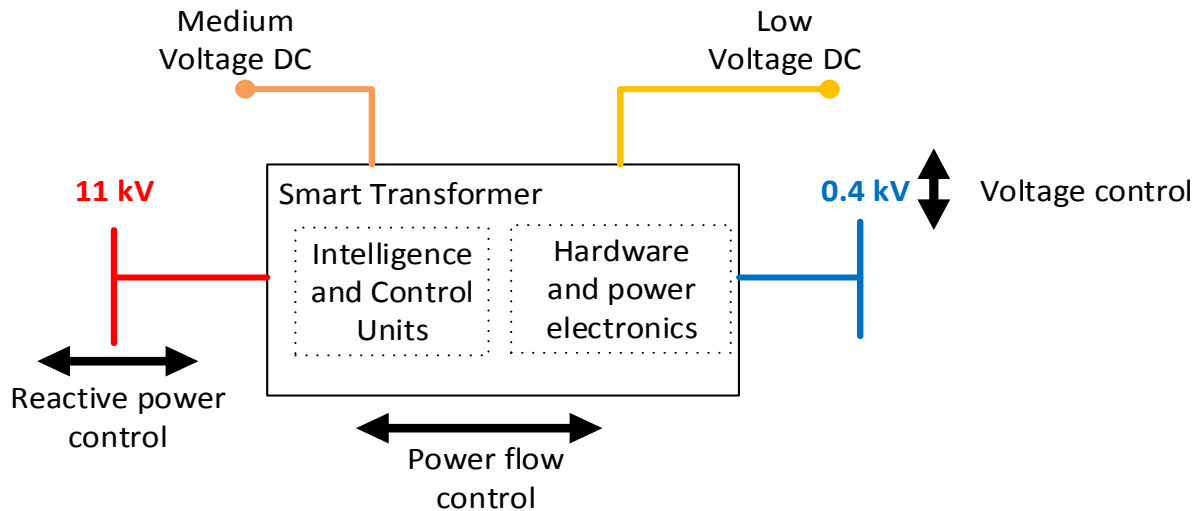 Medium
Voltage DC
Low
Voltage DC
11 kV
Smart Transformer
0.4 kV
Voltage control
Intelligence
and Control
Units
Hardware
and power
electronics
Reactive power
control
Power flow
control